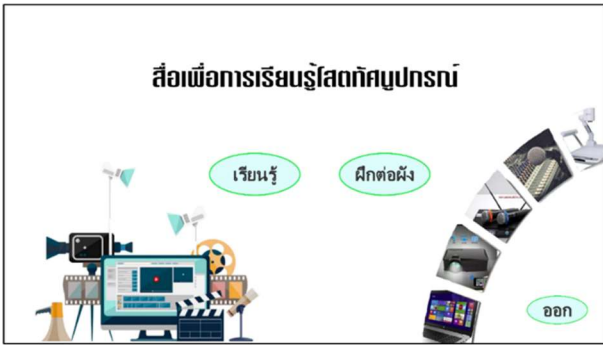 สื่อเพื่อการเรียนรู้โสตทัศนูปกรณ์
เรียนรู้
ฝึกต่อผัง
ออก